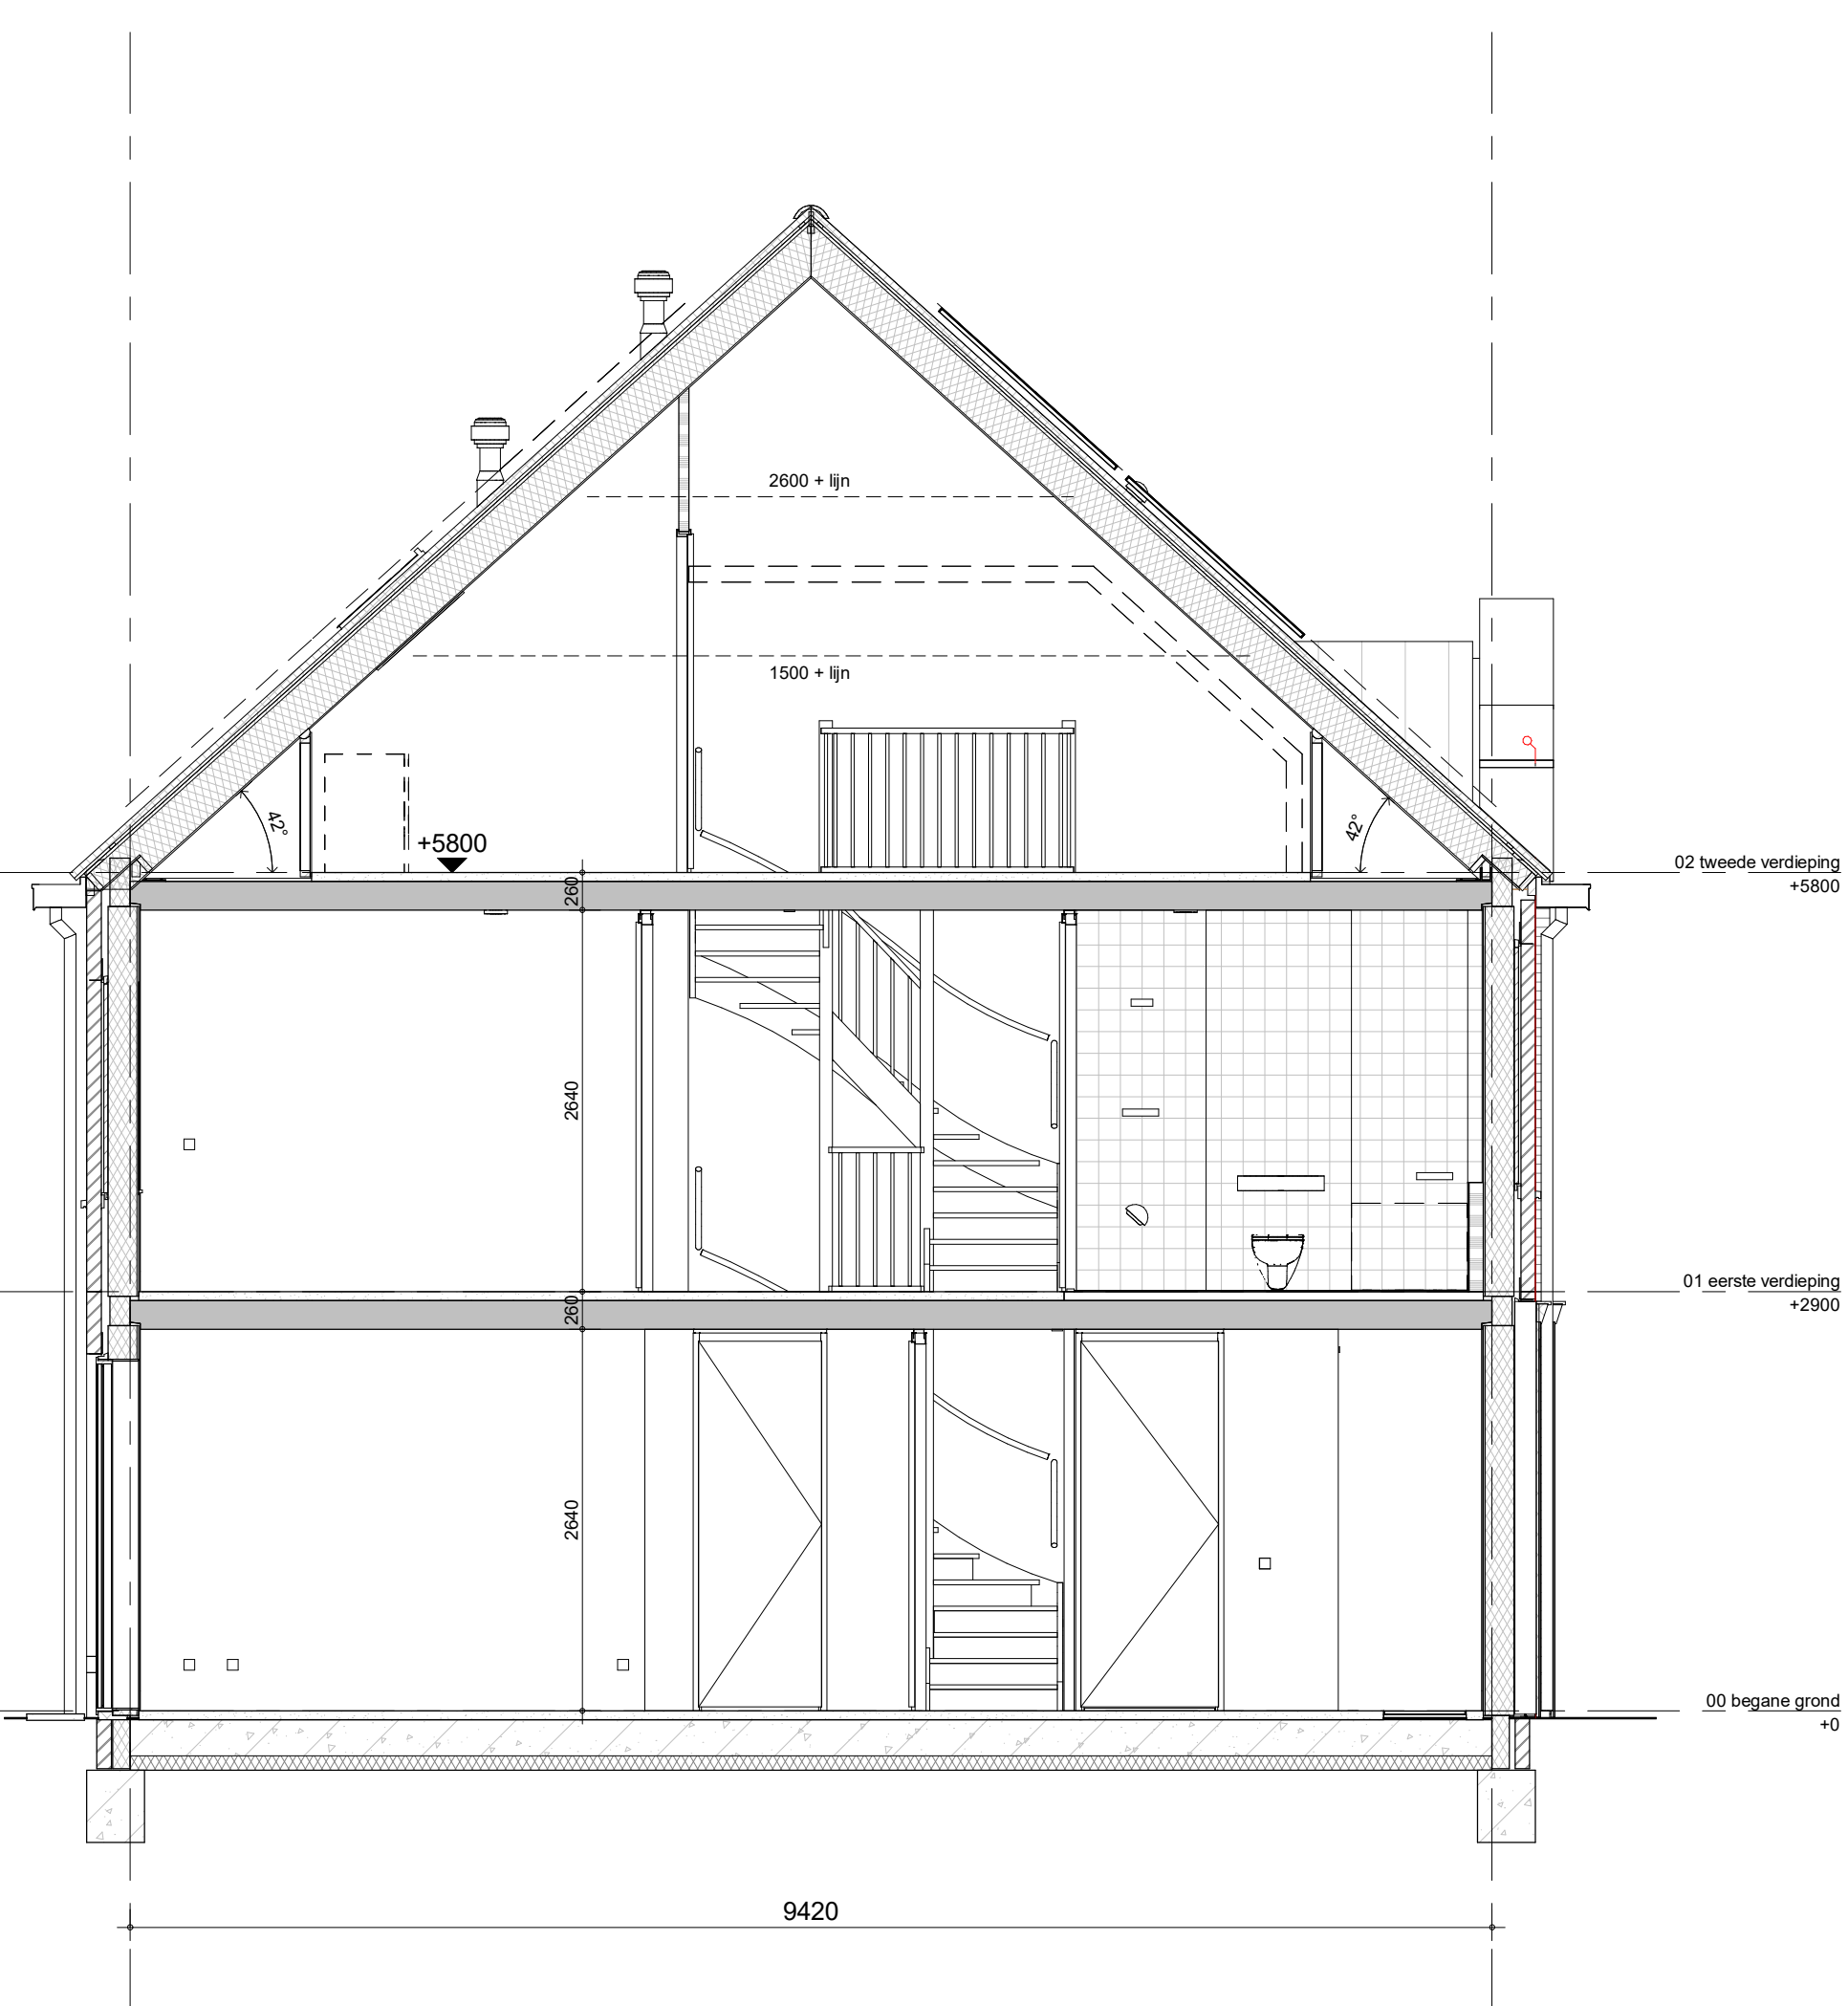 2600 + lijn
1500 + lijn
42°
42°
+5800
02 tweede verdieping
+5800
260
2640
01 eerste verdieping
+2900
260
2640
00 begane grond
+0
9420